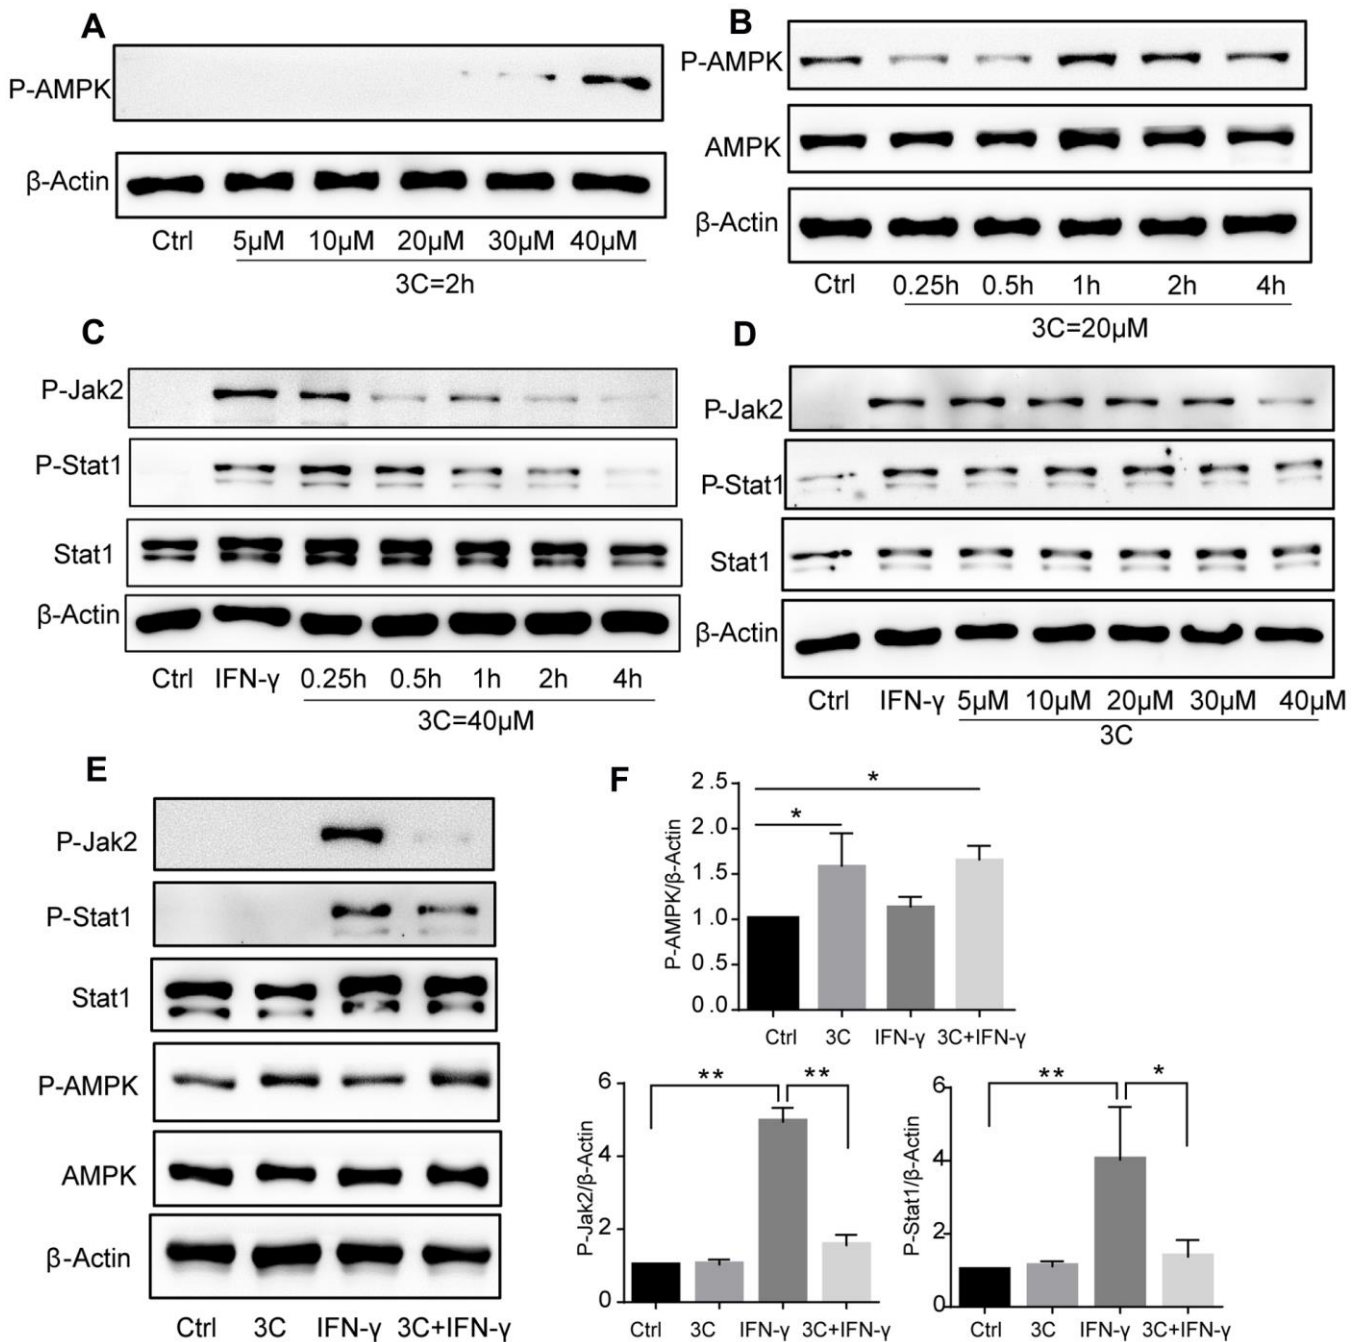 A
P-AMPK
β-Actin
Ctrl 5μM 10μM 20μM 30μM 40μM
3C=2h
B
P-AMPK
AMPK
β-Actin
Ctrl 0.25h 0.5h 1h 2h 4h
3C=20μM
C
P-Jak2
P-Stat1
Stat1
β-Actin
Ctrl IFN-γ 0.25h 0.5h 1h 2h 4h
3C=40μM
D
P-Jak2
P-Stat1
Stat1
β-Actin
Ctrl IFN-γ 5μM 10μM 20μM 30μM 40μM
3C
E
P-Jak2
P-Stat1
Stat1
P-AMPK
AMPK
β-Actin
Ctrl 3C IFN-γ 3C+IFN-γ
F
P-AMPK/β-Actin
2.5
2.0
1.5
1.0
0.5
0.0
*
*
Ctrl 3C IFN-γ 3C+IFN-γ
P-Jak2/β-Actin
6
4
2
0
** **
Ctrl 3C IFN-γ 3C+IFN-γ
P-Stat1/β-Actin
6
4
2
0
** *
Ctrl 3C IFN-γ 3C+IFN-γ